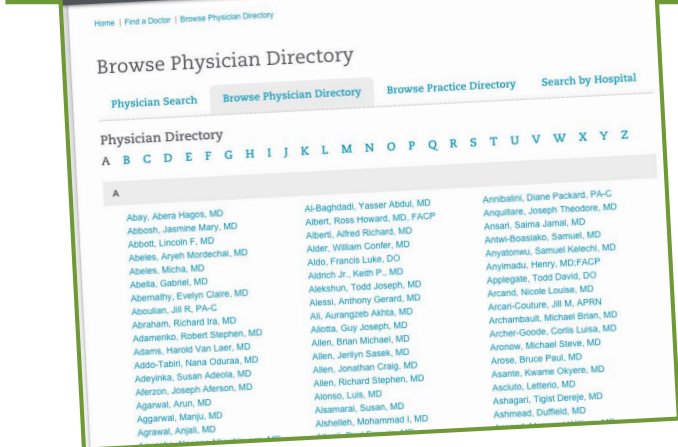 Home | Find a Doctor | Browse Physician Directory
Browse Physician Directory
Physician Search Browse Physician Directory Browse Practice Directory Search by Hospital
Physician Directory
A B C D E F G H I J K L M N O P Q R S T U V W X Y Z
A
Abay, Abera Hagos, MD
Abbosh, Jasmine Mary, MD
Abbott, Lincoln F, MD
Abeles, Aryeh Mordechai, MD
Abeles, Micha, MD
Abella, Gabriel, MD
Abernathy, Evelyn Claire, MD
Aboulian, Jill R, PA-C
Abraham, Richard Ira, MD
Adamenko, Robert Stephen, MD
Adams, Harold Van Laer, MD
Addo-Tabiri, Nana Oduraa, MD
Adeyinka, Susan Adeola, MD
Aferzon, Joseph Aferson, MD
Agarwal, Arun, MD
Aggarwal, Manju, MD
Agrawal, Anjali, MD
Al-Baghdadi, Yasser Abdul, MD
Albert, Ross Howard, MD, FACP
Alberti, Alfred Richard, MD
Alder, William Confer, MD
Aldo, Francis Luke, DO
Aldrich Jr., Keith P., MD
Alekshun, Todd Joseph, MD
Alessi, Anthony Gerard, MD
Ali, Aurangzeb Akhta, MD
Aliotta, Guy Joseph, MD
Allen, Brian Michael, MD
Allen, Jerilyn Sasek, MD
Allen, Jonathan Craig, MD
Allen, Richard Stephen, MD
Alonso, Luis, MD
Alsamarai, Susan, MD
Alshelleh, Mohammad I, MD
Annibalini, Diane Packard, PA-C
Anquillare, Joseph Theodore, MD
Ansari, Saima Jamal, MD
Antwi-Boasiako, Samuel, MD
Anyatonwu, Samuel Kelechi, MD
Anyimadu, Henry, MD;FACP
Applegate, Todd David, DO
Arcand, Nicole Louise, MD
Arcari-Couture, Jill M, APRN
Archambault, Michael Brian, MD
Archer-Goode, Corlis Luisa, MD
Aronow, Michael Steve, MD
Arose, Bruce Paul, MD
Asante, Kwame Okyere, MD
Asciuto, Letterio, MD
Ashagari, Tigist Dereje, MD
Ashmead, Duffield, MD